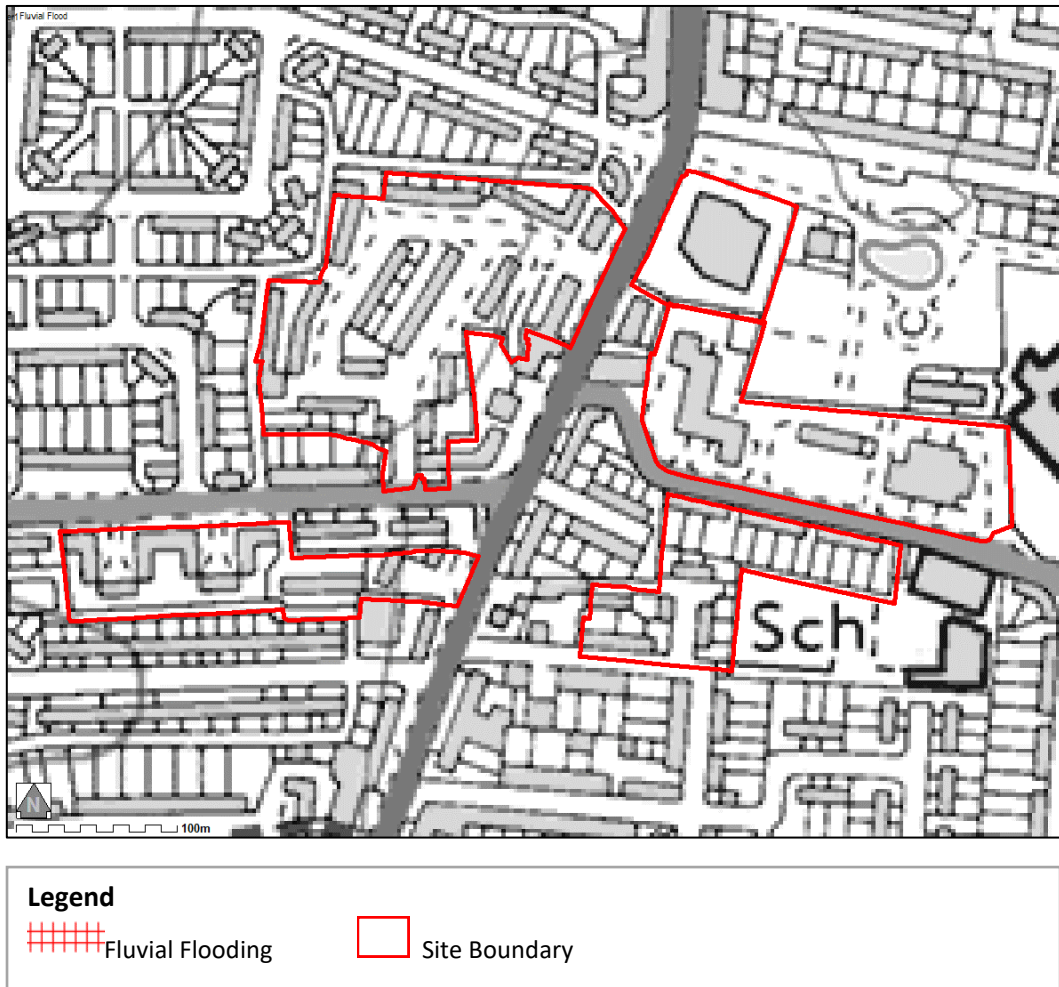 Fluvial Flood
Sch
N
100m
Legend
Fluvial Flooding
Site Boundary